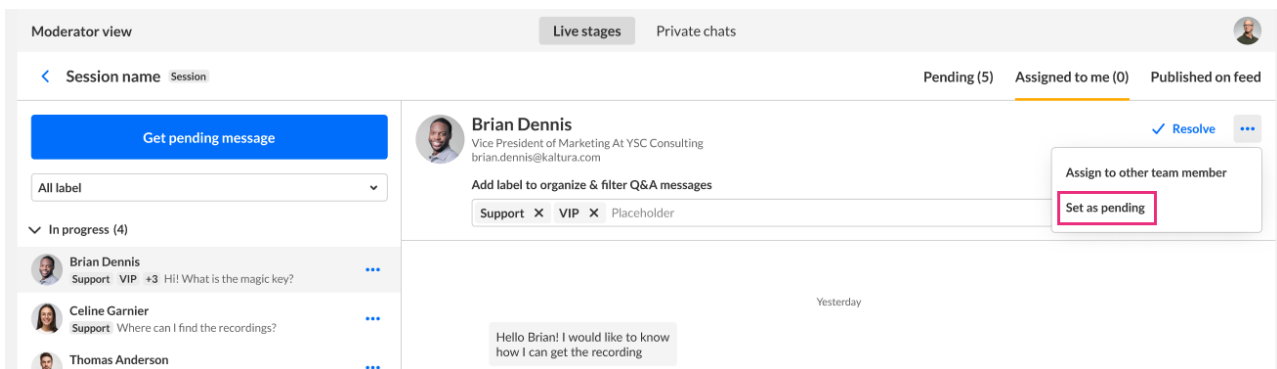 Moderator view
Live stages
Private chats
Session name Session
Pending (5)
Assigned to me (0)
Published on feed
Get pending message
All label
In progress (4)
Brian Dennis
Support VIP +3 Hi! What is the magic key?
Celine Garnier
Support Where can I find the recordings?
Thomas Anderson
Brian Dennis
Vice President of Marketing At YSC Consulting
brian.dennis@kaltura.com
Resolve
Assign to other team member
Set as pending
Add label to organize & filter Q&A messages
Support VIP Placeholder
Yesterday
Hello Brian! I would like to know
how I can get the recording